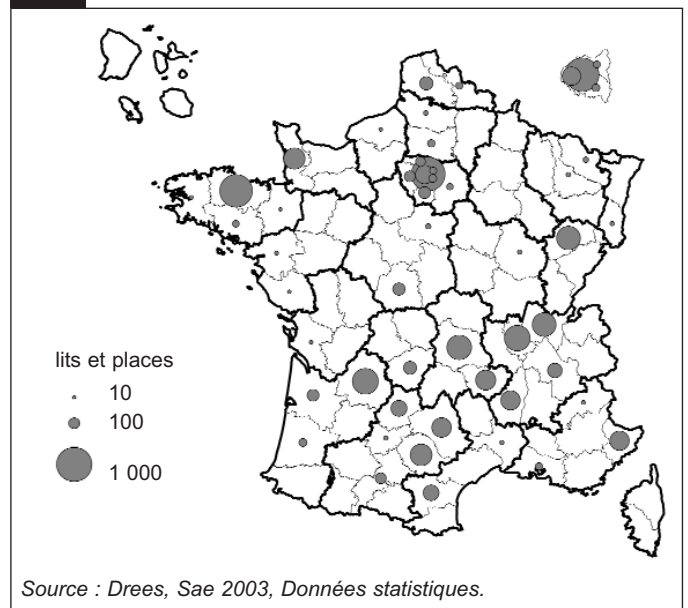 lits et places
10
100
1 000
Source : Drees, Sae 2003, Données statistiques.